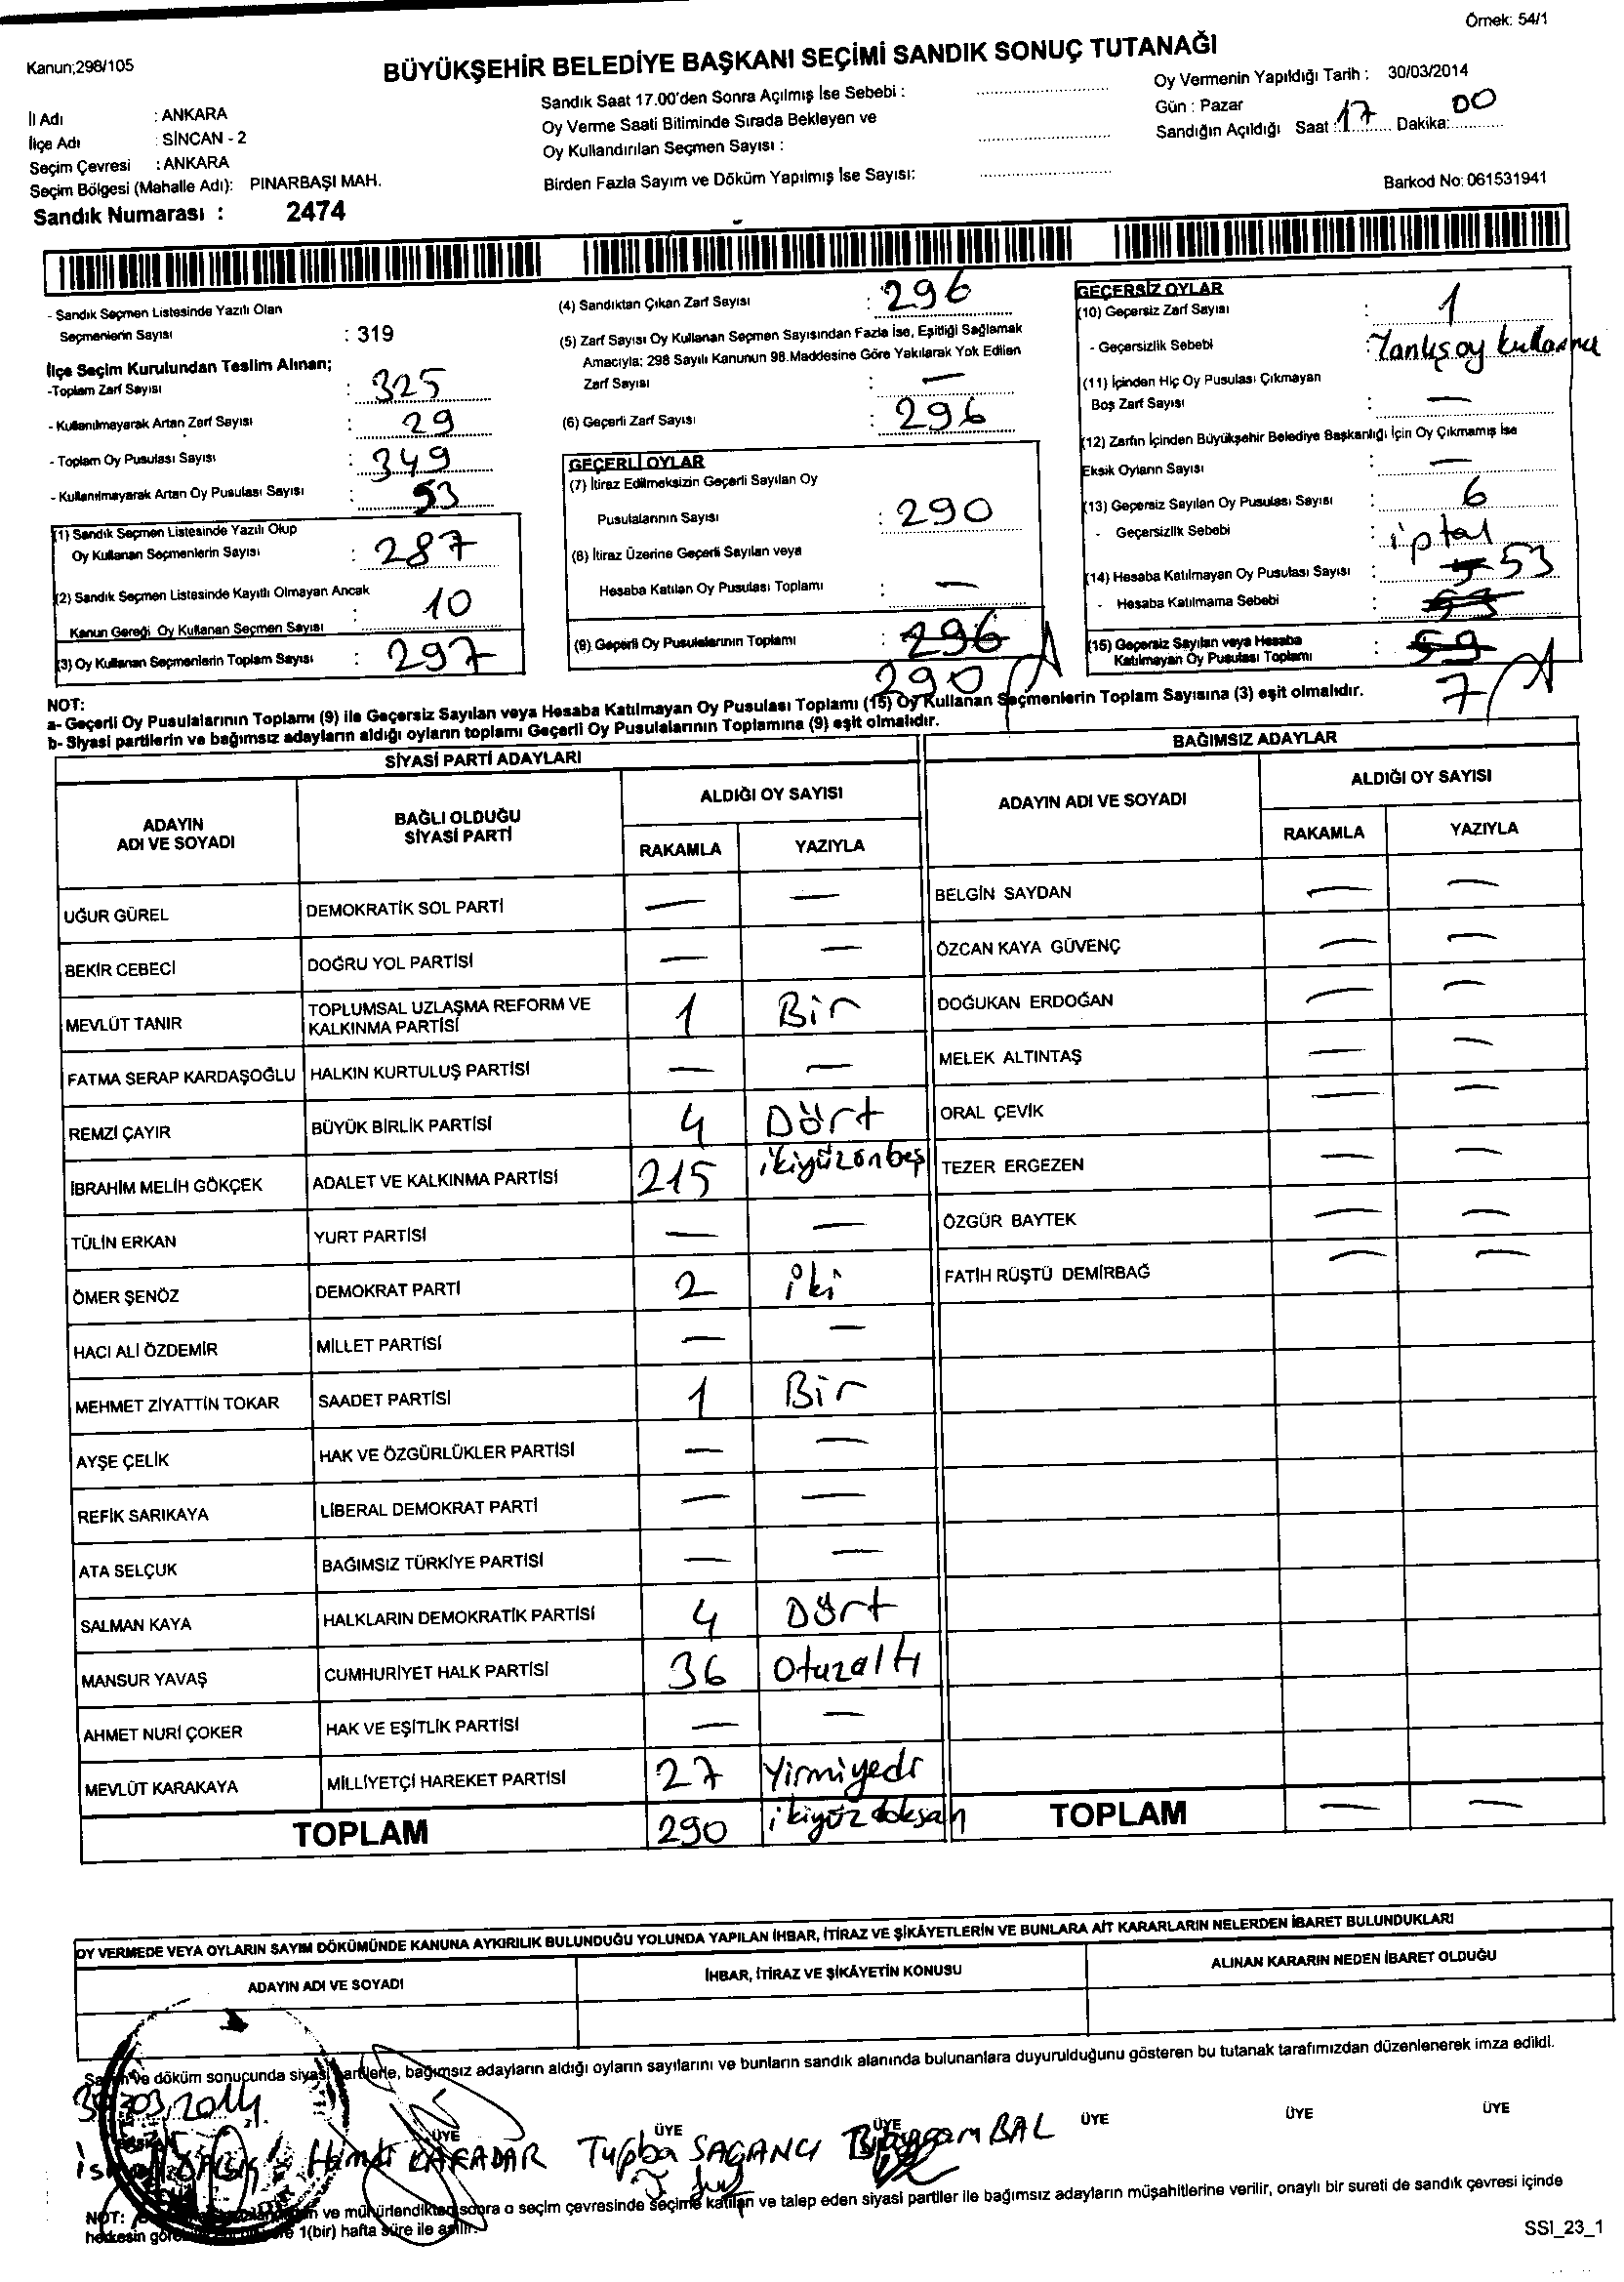 Örnek: 54/1
Kanun;298/105
BÜYÜKŞEHİR BELEDİYE BAŞKANI SEÇİMİ SANDIK SONUÇ TUTANAĞI
İl Adı : ANKARA
İlçe Adı : SİNCAN - 2
Seçim Çevresi : ANKARA
Seçim Bölgesi (Mahalle Adı): PINARBAŞI MAH.
Sandık Numarası : 2474
Sandık Saat 17.00'den Sonra Açılmış İse Sebebi :
Oy Verme Saati Bitiminde Sırada Bekleyen ve
Oy Kullandırılan Seçmen Sayısı :
Birden Fazla Sayım ve Döküm Yapılmış İse Sayısı:
Oy Vermenin Yapıldığı Tarih : 30/03/2014
Gün : Pazar
Sandığın Açıldığı Saat : 17 Dakika: 00
Barkod No: 061531941
- Sandık Seçmen Listesinde Yazılı Olan
Seçmenlerin Sayısı : 319
İlçe Seçim Kurulundan Teslim Alınan;
-Toplam Zarf Sayısı : 325
- Kullanılmayarak Artan Zarf Sayısı : 29
- Toplam Oy Pusulası Sayısı : 349
- Kullanılmayarak Artan Oy Pusulası Sayısı : 53
(1) Sandık Seçmen Listesinde Yazılı Olup
Oy Kullanan Seçmenlerin Sayısı : 287
(2) Sandık Seçmen Listesinde Kayıtlı Olmayan Ancak
Kanun Gereği Oy Kullanan Seçmen Sayısı : 10
(3) Oy Kullanan Seçmenlerin Toplam Sayısı : 297
(4) Sandıktan Çıkan Zarf Sayısı : 296
(5) Zarf Sayısı Oy Kullanan Seçmen Sayısından Fazla İse, Eşitliği Sağlamak
Amacıyla; 298 Sayılı Kanunun 98.Maddesine Göre Yakılarak Yok Edilen
Zarf Sayısı : —
(6) Geçerli Zarf Sayısı : 296
GEÇERLİ OYLAR
(7) İtiraz Edilmeksizin Geçerli Sayılan Oy
Pusulalarının Sayısı : 290
(8) İtiraz Üzerine Geçerli Sayılan veya
Hesaba Katılan Oy Pusulası Toplamı : —
(9) Geçerli Oy Pusulalarının Toplamı : 296
290
GEÇERSİZ OYLAR
(10) Geçersiz Zarf Sayısı : 1
- Geçersizlik Sebebi : Yanlış oy kullanma
(11) İçinden Hiç Oy Pusulası Çıkmayan
Boş Zarf Sayısı : —
(12) Zarfın İçinden Büyükşehir Belediye Başkanlığı İçin Oy Çıkmamış İse
Eksik Oyların Sayısı : —
(13) Geçersiz Sayılan Oy Pusulası Sayısı : 6
- Geçersizlik Sebebi : iptal
(14) Hesaba Katılmayan Oy Pusulası Sayısı : 53
- Hesaba Katılmama Sebebi : 53
(15) Geçersiz Sayılan veya Hesaba
Katılmayan Oy Pusulası Toplamı : 59
7
NOT:
a- Geçerli Oy Pusulalarının Toplamı (9) ile Geçersiz Sayılan veya Hesaba Katılmayan Oy Pusulası Toplamı (15) Oy Kullanan Seçmenlerin Toplam Sayısına (3) eşit olmalıdır.
b- Siyasi partilerin ve bağımsız adayların aldığı oyların toplamı Geçerli Oy Pusulalarının Toplamına (9) eşit olmalıdır.
SİYASİ PARTİ ADAYLARI
ADAYIN ADI VE SOYADI BAĞLI OLDUĞU SİYASİ PARTİ ALDIĞI OY SAYISI
RAKAMLA YAZIYLA
UĞUR GÜREL DEMOKRATİK SOL PARTİ — —
BEKİR CEBECİ DOĞRU YOL PARTİSİ — —
MEVLÜT TANIR TOPLUMSAL UZLAŞMA REFORM VE KALKINMA PARTİSİ 1 Bir
FATMA SERAP KARDAŞOĞLU HALKIN KURTULUŞ PARTİSİ — —
REMZİ ÇAYIR BÜYÜK BİRLİK PARTİSİ 4 Dört
İBRAHİM MELİH GÖKÇEK ADALET VE KALKINMA PARTİSİ 215 ikiyüzonbeş
TÜLİN ERKAN YURT PARTİSİ — —
ÖMER ŞENÖZ DEMOKRAT PARTİ 2 iki
HACI ALİ ÖZDEMİR MİLLET PARTİSİ — —
MEHMET ZİYATTİN TOKAR SAADET PARTİSİ 1 Bir
AYŞE ÇELİK HAK VE ÖZGÜRLÜKLER PARTİSİ — —
REFİK SARIKAYA LİBERAL DEMOKRAT PARTİ — —
ATA SELÇUK BAĞIMSIZ TÜRKİYE PARTİSİ — —
SALMAN KAYA HALKLARIN DEMOKRATİK PARTİSİ 4 Dört
MANSUR YAVAŞ CUMHURİYET HALK PARTİSİ 36 Otuzaltı
AHMET NURİ ÇOKER HAK VE EŞİTLİK PARTİSİ — —
MEVLÜT KARAKAYA MİLLİYETÇİ HAREKET PARTİSİ 27 Yirmiyedi
TOPLAM 290 ikiyüzdoksan
BAĞIMSIZ ADAYLAR
ADAYIN ADI VE SOYADI ALDIĞI OY SAYISI
RAKAMLA YAZIYLA
BELGİN SAYDAN — —
ÖZCAN KAYA GÜVENÇ — —
DOĞUKAN ERDOĞAN — —
MELEK ALTINTAŞ — —
ORAL ÇEVİK — —
TEZER ERGEZEN — —
ÖZGÜR BAYTEK — —
FATİH RÜŞTÜ DEMİRBAĞ — —
TOPLAM — —
OY VERMEDE VEYA OYLARIN SAYIM DÖKÜMÜNDE KANUNA AYKIRILIK BULUNDUĞU YOLUNDA YAPILAN İHBAR, İTİRAZ VE ŞİKÂYETLERİN VE BUNLARA AİT KARARLARIN NELERDEN İBARET BULUNDUKLARI
ADAYIN ADI VE SOYADI İHBAR, İTİRAZ VE ŞİKÂYETİN KONUSU ALINAN KARARIN NEDEN İBARET OLDUĞU
ve döküm sonucunda siyasi partilerle, bağımsız adayların aldığı oyların sayılarını ve bunların sandık alanında bulunanlara duyurulduğunu gösteren bu tutanak tarafımızdan düzenlenerek imza edildi.
30.03.2014
ÜYE ÜYE ÜYE ÜYE ÜYE ÜYE
Hamdi KARADAR Tuğba SAĞANCI Bayram BAL
NOT: ve mühürlendikten sonra o seçim çevresinde seçime katılan ve talep eden siyasi partiler ile bağımsız adayların müşahitlerine verilir, onaylı bir sureti de sandık çevresi içinde
herkesin 1(bir) hafta süre ile asılır.
SSI_23_1